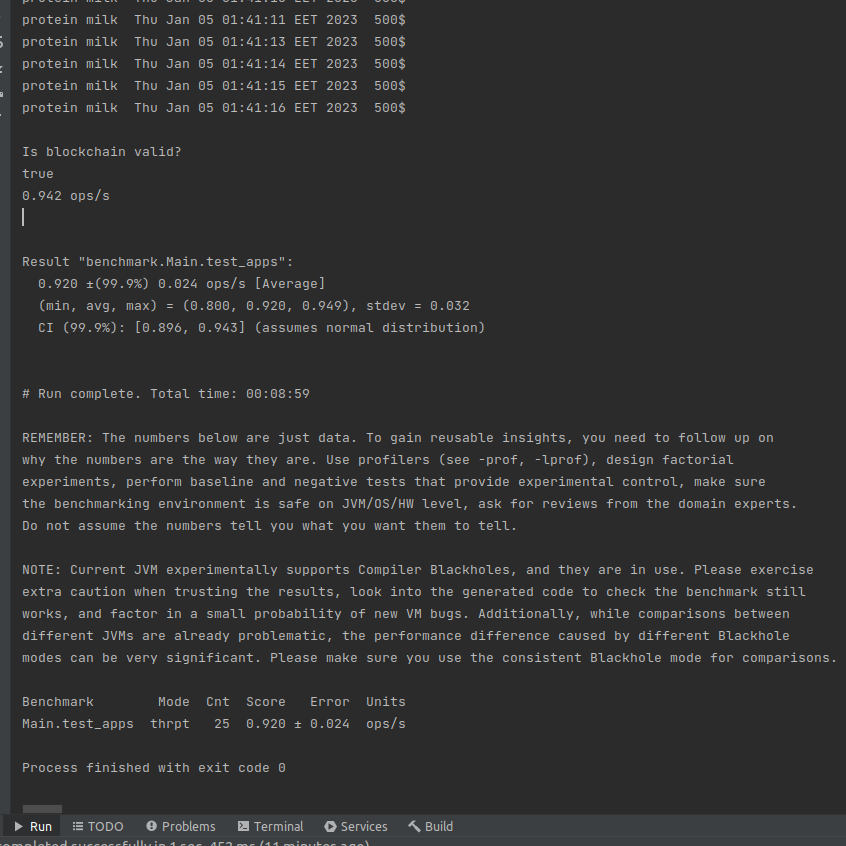 protein milk  Thu Jan 05 01:41:11 EET 2023  500$
protein milk  Thu Jan 05 01:41:13 EET 2023  500$
protein milk  Thu Jan 05 01:41:14 EET 2023  500$
protein milk  Thu Jan 05 01:41:15 EET 2023  500$
protein milk  Thu Jan 05 01:41:16 EET 2023  500$
Is blockchain valid?
true
0.942 ops/s
Result "benchmark.Main.test_apps":
0.920 ±(99.9%) 0.024 ops/s [Average]
(min, avg, max) = (0.800, 0.920, 0.949), stdev = 0.032
CI (99.9%): [0.896, 0.943] (assumes normal distribution)
# Run complete. Total time: 00:08:59
REMEMBER: The numbers below are just data. To gain reusable insights, you need to follow up on
why the numbers are the way they are. Use profilers (see -prof, -lprof), design factorial
experiments, perform baseline and negative tests that provide experimental control, make sure
the benchmarking environment is safe on JVM/OS/HW level, ask for reviews from the domain experts.
Do not assume the numbers tell you what you want them to tell.
NOTE: Current JVM experimentally supports Compiler Blackholes, and they are in use. Please exercise
extra caution when trusting the results, look into the generated code to check the benchmark still
works, and factor in a small probability of new VM bugs. Additionally, while comparisons between
different JVMs are already problematic, the performance difference caused by different Blackhole
modes can be very significant. Please make sure you use the consistent Blackhole mode for comparisons.
Benchmark        Mode  Cnt  Score   Error  Units
Main.test_apps  thrpt   25  0.920 ± 0.024  ops/s
Process finished with exit code 0
Run TODO Problems Terminal Services Build
completed successfully in 1 sec, 453 ms (11 minutes ago)